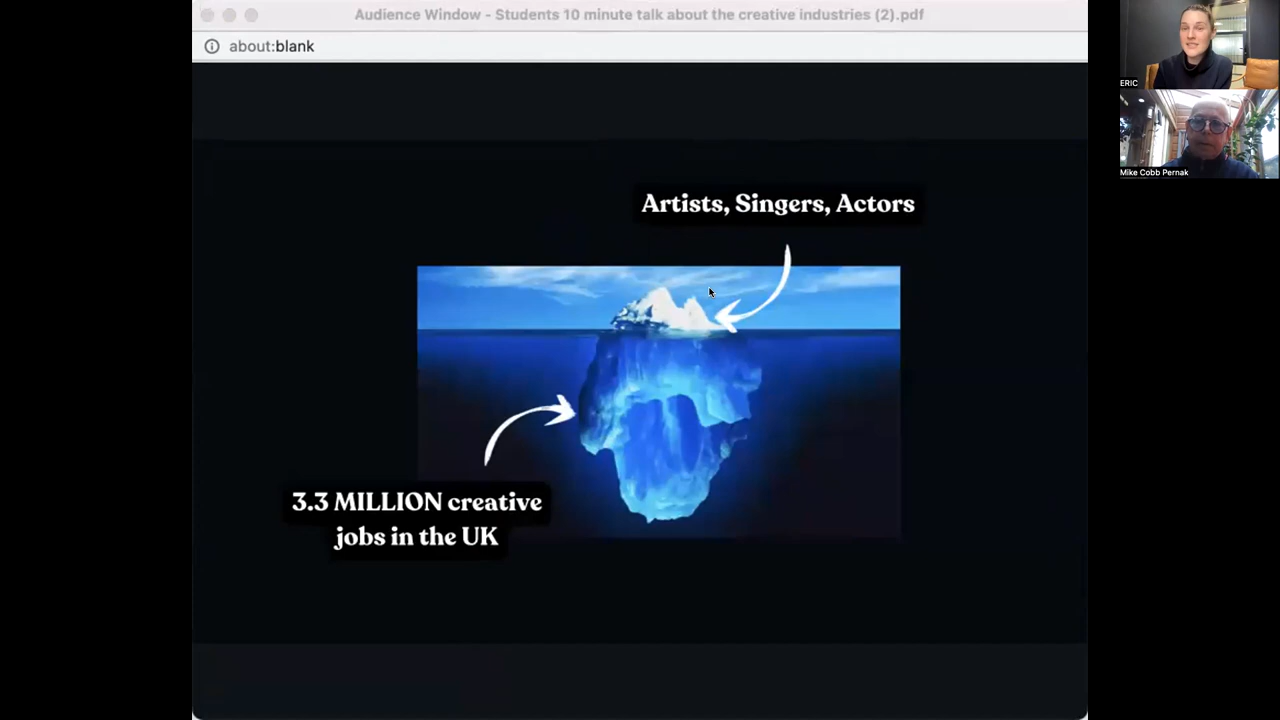 Audience Window - Students 10 minute talk about the creative industries (2).pdf
about:blank
ERIC
Mike Cobb Pernak
Artists, Singers, Actors
3.3 MILLION creative
jobs in the UK